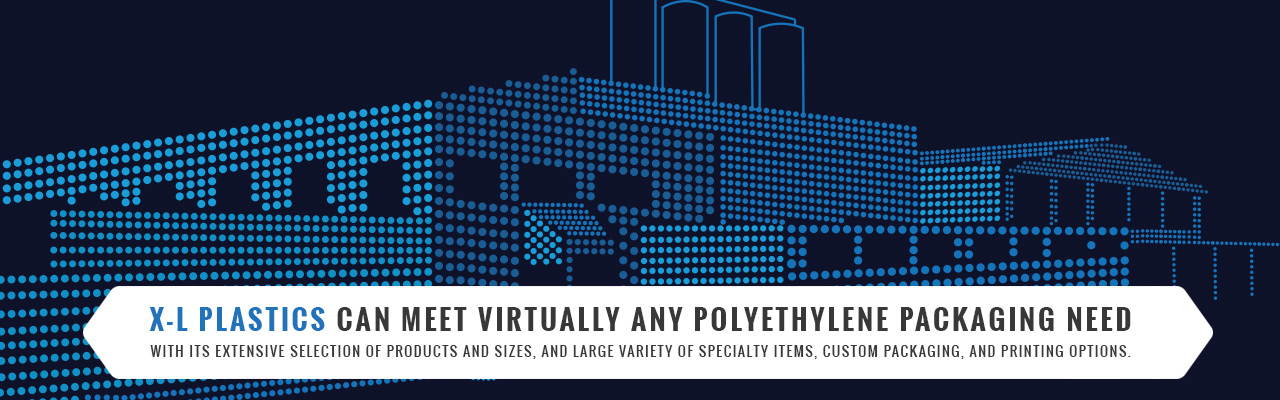 X-L PLASTICS CAN MEET VIRTUALLY ANY POLYETHYLENE PACKAGING NEED
WITH ITS EXTENSIVE SELECTION OF PRODUCTS AND SIZES, AND LARGE VARIETY OF SPECIALTY ITEMS, CUSTOM PACKAGING, AND PRINTING OPTIONS.